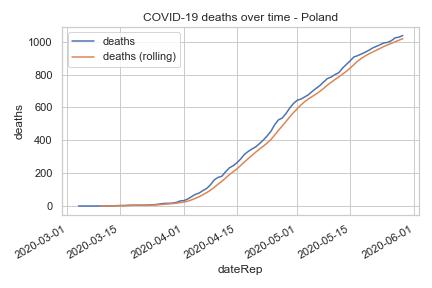 COVID-19 deaths over time - Poland
deaths
deaths (rolling)
1000
800
600
400
200
0
deaths
2020-03-01
2020-03-15
2020-04-01
2020-04-15
2020-05-01
2020-05-15
2020-06-01
dateRep